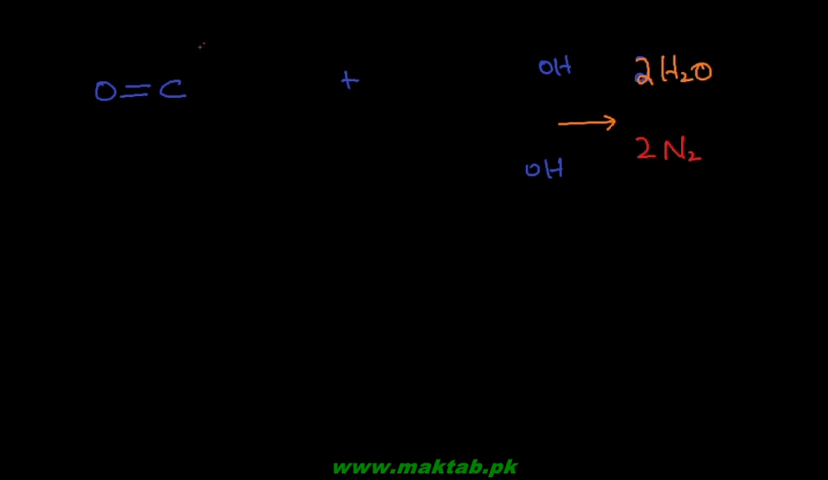 O=C + OH 2H₂O
→
OH 2N₂
www.maktab.pk